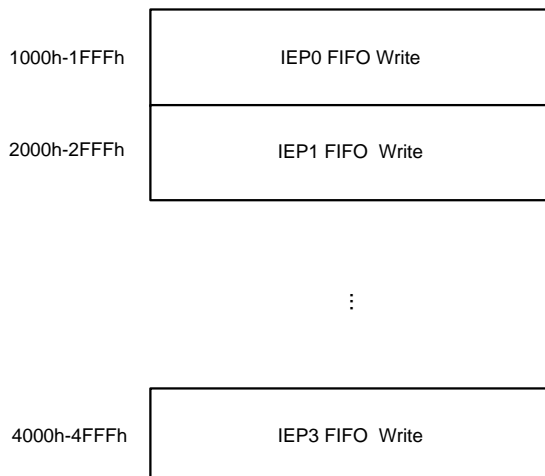 1000h-1FFFh IEP0 FIFO Write
2000h-2FFFh IEP1 FIFO Write
⋮
4000h-4FFFh IEP3 FIFO Write